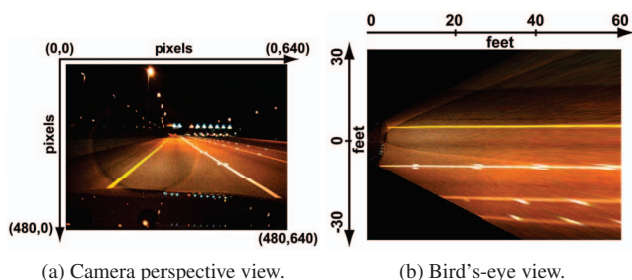 (0,0)
pixels
(0,640)
pixels
(480,0)
(480,640)
(a) Camera perspective view.
0
20
40
60
feet
30
0
feet
-30
(b) Bird's-eye view.